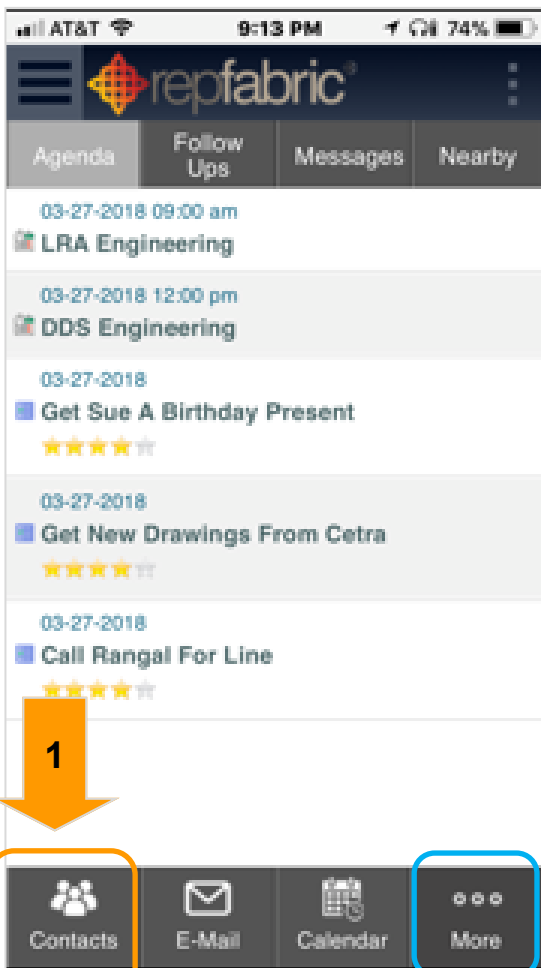 AT&T 9:13 PM 74%
repfabric®
Agenda Follow Ups Messages Nearby
03-27-2018 09:00 am
LRA Engineering
03-27-2018 12:00 pm
DDS Engineering
03-27-2018
Get Sue A Birthday Present
03-27-2018
Get New Drawings From Cetra
03-27-2018
Call Rangal For Line
1
Contacts E-Mail Calendar More